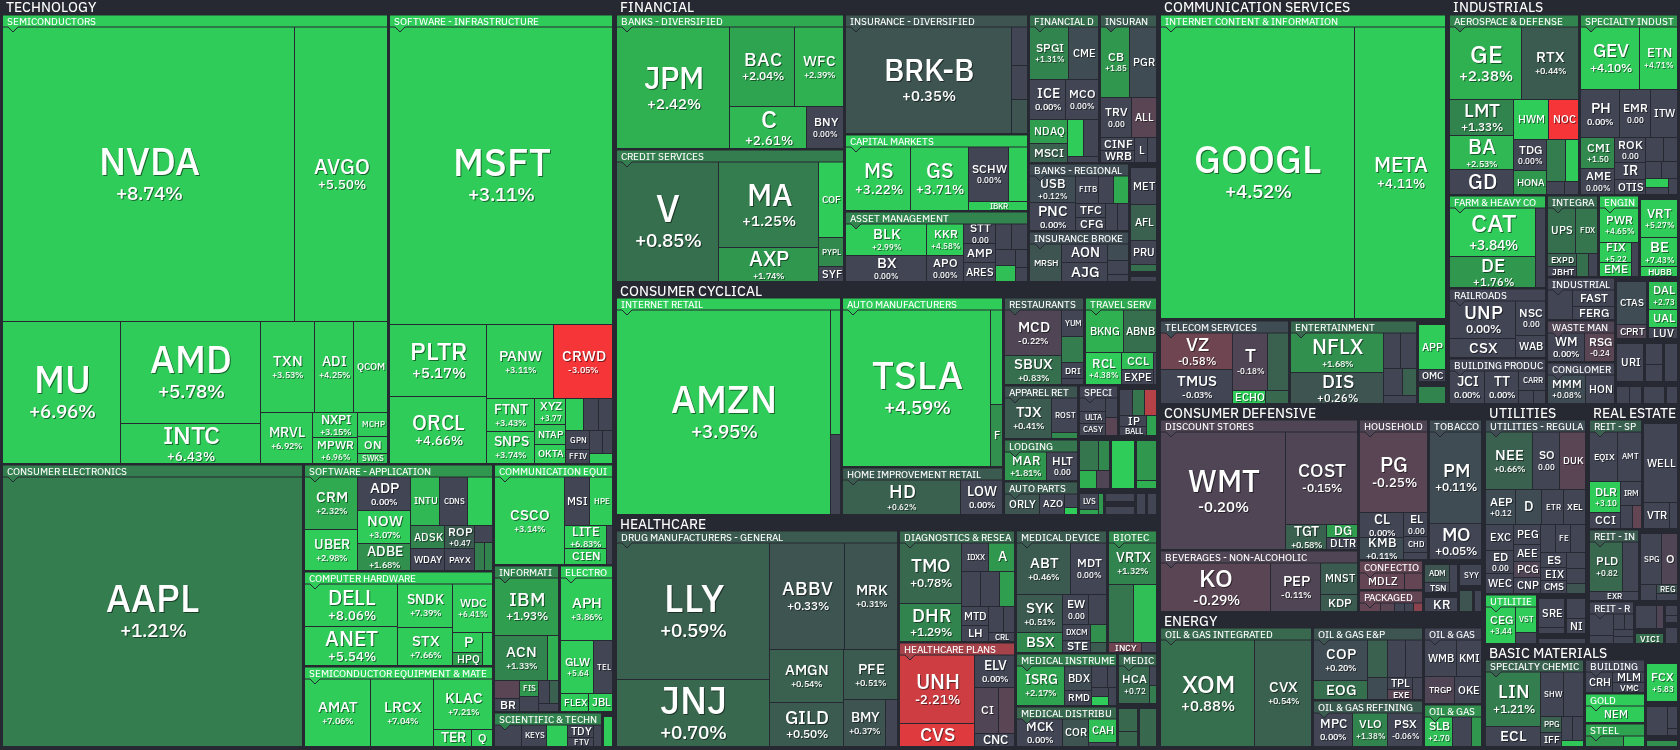 TECHNOLOGY
SEMICONDUCTORS
NVDA
+8.74%
AVGO
+5.50%
MU
+6.96%
AMD
+5.78%
INTC
+6.43%
TXN
+3.53%
ADI
+4.25%
QCOM
MRVL
+6.92%
NXPI
+3.15%
MCHP
MPWR
+6.96%
ON
SWKS
SOFTWARE - INFRASTRUCTURE
MSFT
+3.11%
PLTR
+5.17%
PANW
+3.11%
CRWD
-3.05%
ORCL
+4.66%
FTNT
+3.43%
XYZ
+3.77
SNPS
+3.74%
NTAP
OKTA
GPN
FFIV
CONSUMER ELECTRONICS
AAPL
+1.21%
SOFTWARE - APPLICATION
CRM
+2.32%
ADP
0.00%
INTU
CDNS
UBER
+2.98%
NOW
+3.07%
ADBE
+1.68%
ADSK
ROP
+0.47
WDAY
PAYX
COMMUNICATION EQUI
CSCO
+3.14%
MSI
HPE
LITE
+6.83%
CIEN
COMPUTER HARDWARE
DELL
+8.06%
SNDK
+7.39%
WDC
+6.41%
ANET
+5.54%
STX
+7.66%
P
HPQ
INFORMATI
IBM
+1.93%
ACN
+1.33%
FIS
BR
ELECTRO
APH
+3.86%
GLW
+5.64
TEL
FLEX
JBL
SEMICONDUCTOR EQUIPMENT & MATE
AMAT
+7.06%
LRCX
+7.04%
KLAC
+7.21%
TER
Q
SCIENTIFIC & TECHN
KEYS
TDY
FTV
FINANCIAL
BANKS - DIVERSIFIED
JPM
+2.42%
BAC
+2.04%
WFC
+2.39%
C
+2.61%
BNY
0.00%
CREDIT SERVICES
V
+0.85%
MA
+1.25%
COF
AXP
+1.74%
PYPL
SYF
INSURANCE - DIVERSIFIED
BRK-B
+0.35%
CAPITAL MARKETS
MS
+3.22%
GS
+3.71%
SCHW
0.00%
IBKR
ASSET MANAGEMENT
BLK
+2.99%
KKR
+4.58%
STT
0.00
BX
0.00%
APO
0.00%
AMP
ARES
FINANCIAL D
SPGI
+1.31%
CME
ICE
0.00%
MCO
0.00%
NDAQ
MSCI
INSURAN
CB
+1.85
PGR
TRV
0.00
ALL
CINF
WRB
L
BANKS - REGIONAL
USB
+0.12%
FITB
PNC
0.00%
TFC
CFG
INSURANCE BROKE
MRSH
AON
AJG
MET
AFL
PRU
CONSUMER CYCLICAL
INTERNET RETAIL
AMZN
+3.95%
AUTO MANUFACTURERS
TSLA
+4.59%
F
HOME IMPROVEMENT RETAIL
HD
+0.62%
LOW
0.00%
RESTAURANTS
MCD
-0.22%
YUM
SBUX
+0.83%
DRI
TRAVEL SERV
BKNG
ABNB
RCL
+4.38%
CCL
EXPE
APPAREL RET
TJX
+0.41%
ROST
SPECI
ULTA
CASY
IP
BALL
LODGING
MAR
+1.81%
HLT
0.00
AUTO PARTS
ORLY
AZO
LVS
HEALTHCARE
DRUG MANUFACTURERS - GENERAL
LLY
+0.59%
JNJ
+0.70%
ABBV
+0.33%
MRK
+0.31%
AMGN
+0.54%
PFE
+0.51%
GILD
+0.50%
BMY
+0.37%
DIAGNOSTICS & RESEA
TMO
+0.78%
IDXX
A
DHR
+1.29%
MTD
LH
CRL
HEALTHCARE PLANS
UNH
-2.21%
ELV
0.00%
CI
CVS
CNC
MEDICAL DEVICE
ABT
+0.46%
MDT
0.00%
SYK
+0.51%
EW
0.00
BSX
DXCM
STE
BIOTEC
VRTX
+1.32%
INCY
MEDICAL INSTRUME
ISRG
+2.17%
BDX
RMD
MEDIC
HCA
+0.72
MEDICAL DISTRIBU
MCK
0.00%
COR
CAH
COMMUNICATION SERVICES
INTERNET CONTENT & INFORMATION
GOOGL
+4.52%
META
+4.11%
TELECOM SERVICES
VZ
-0.58%
T
-0.18%
TMUS
-0.03%
ECHO
ENTERTAINMENT
NFLX
+1.68%
DIS
+0.26%
APP
OMC
INDUSTRIALS
AEROSPACE & DEFENSE
GE
+2.38%
RTX
+0.44%
LMT
+1.33%
HWM
NOC
BA
+2.53%
TDG
0.00%
GD
HONA
SPECIALTY INDUST
GEV
+4.10%
ETN
+4.71%
PH
0.00%
EMR
0.00
ITW
CMI
+1.50
ROK
0.00
AME
0.00%
IR
OTIS
FARM & HEAVY CO
CAT
+3.84%
DE
+1.76%
INTEGRA
UPS
FDX
EXPD
JBHT
ENGIN
PWR
+4.65%
FIX
+5.22
EME
VRT
+5.27%
BE
+7.43%
HUBB
RAILROADS
UNP
0.00%
NSC
0.00
CSX
WAB
INDUSTRIAL
FAST
FERG
CTAS
CPRT
DAL
+2.73
UAL
LUV
WASTE MAN
WM
0.00%
RSG
-0.24
URI
BUILDING PRODUC
JCI
0.00
TT
0.00%
CARR
CONGLOMER
MMM
+0.08%
HON
CONSUMER DEFENSIVE
DISCOUNT STORES
WMT
-0.20%
COST
-0.15%
TGT
+0.58%
DG
DLTR
HOUSEHOLD
PG
-0.25%
CL
0.00%
EL
0.00
KMB
+0.11%
CHD
TOBACCO
PM
+0.11%
MO
+0.05%
BEVERAGES - NON-ALCOHOLIC
KO
-0.29%
PEP
-0.11%
MNST
KDP
CONFECTIO
MDLZ
PACKAGED
ADM
TSN
SYY
KR
ENERGY
OIL & GAS INTEGRATED
XOM
+0.88%
CVX
+0.54%
OIL & GAS E&P
COP
+0.20%
EOG
TPL
EXE
OIL & GAS
WMB
KMI
TRGP
OKE
OIL & GAS REFINING
MPC
0.00%
VLO
+1.38%
PSX
-0.06%
OIL & GAS
SLB
+2.70
UTILITIES
UTILITIES - REGULA
NEE
+0.66%
SO
0.00
DUK
AEP
+0.12
D
ETR
XEL
EXC
PEG
FE
ED
0.00
AEE
PCG
ES
EIX
WEC
CNP
CMS
UTILITIE
CEG
+3.44
VST
SRE
NI
REAL ESTATE
REIT - SP
EQIX
AMT
WELL
DLR
+3.10
IRM
CCI
VTR
REIT - IN
PLD
+0.82
EXR
SPG
O
REG
REIT - R
VICI
BASIC MATERIALS
SPECIALTY CHEMIC
LIN
+1.21%
SHW
ECL
PPG
IFF
BUILDING
CRH
MLM
VMC
FCX
+5.83
GOLD
NEM
STEEL